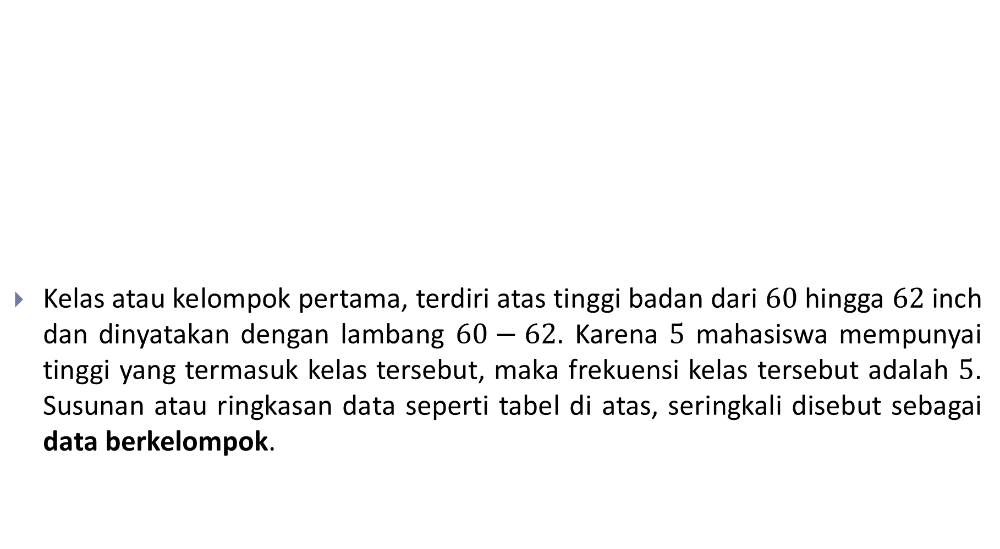 Kelas atau kelompok pertama, terdiri atas tinggi badan dari 60 hingga 62 inch
dan dinyatakan dengan lambang 60 − 62. Karena 5 mahasiswa mempunyai
tinggi yang termasuk kelas tersebut, maka frekuensi kelas tersebut adalah 5.
Susunan atau ringkasan data seperti tabel di atas, seringkali disebut sebagai
data berkelompok.